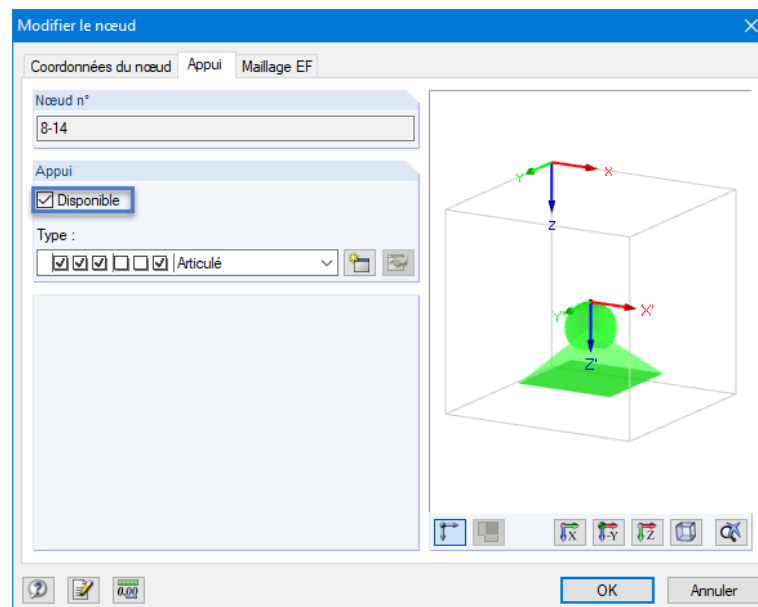 Modifier le nœud
Coordonnées du nœud Appui Maillage EF
Nœud n°
8-14
Appui
Disponible
Type :
Articulé
Y X
Z
Y' X'
Z'
X -Y Z
0,00
OK Annuler